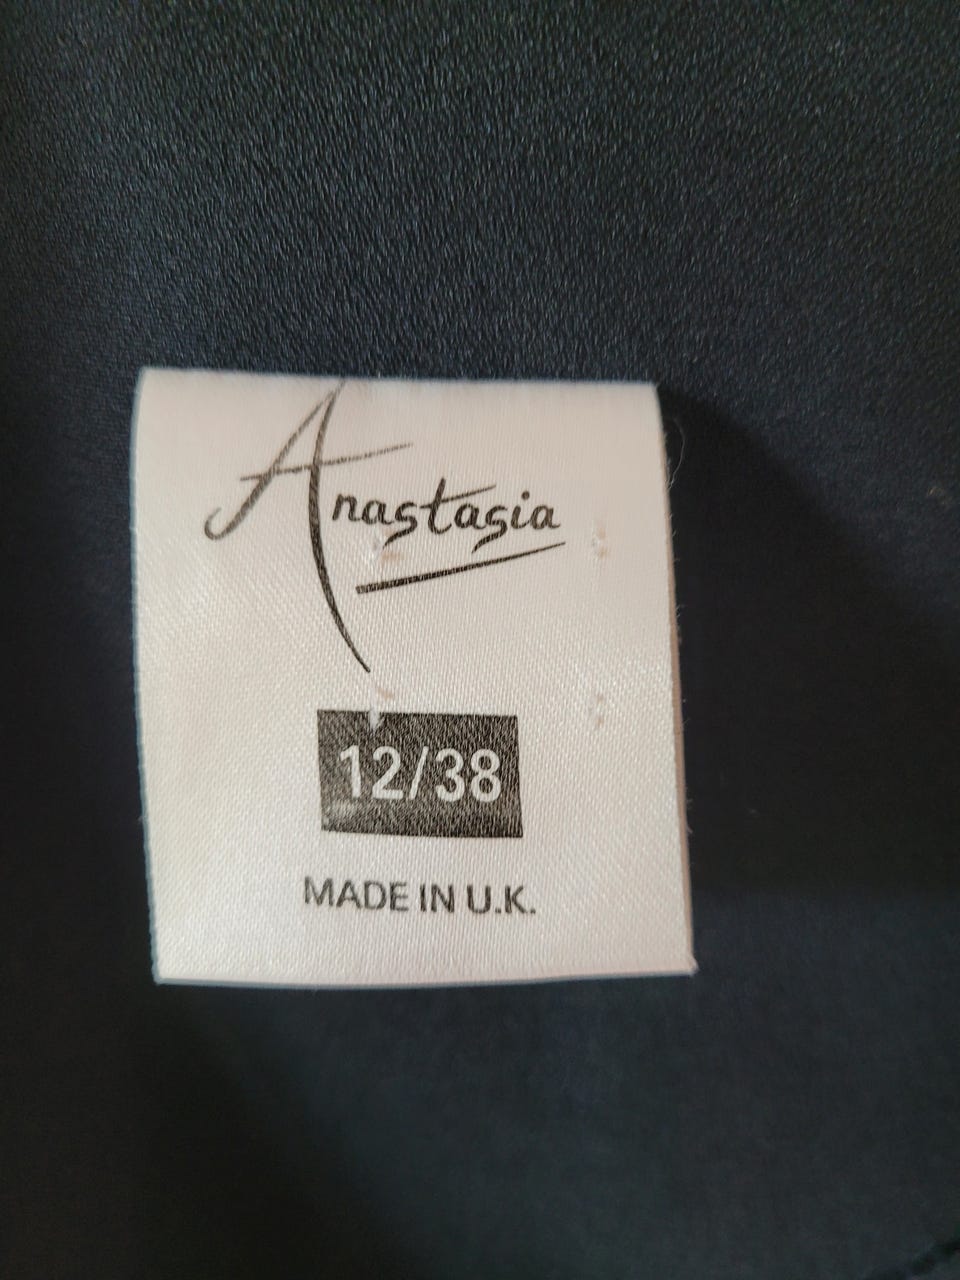 Anastasia
12/38
MADE IN U.K.